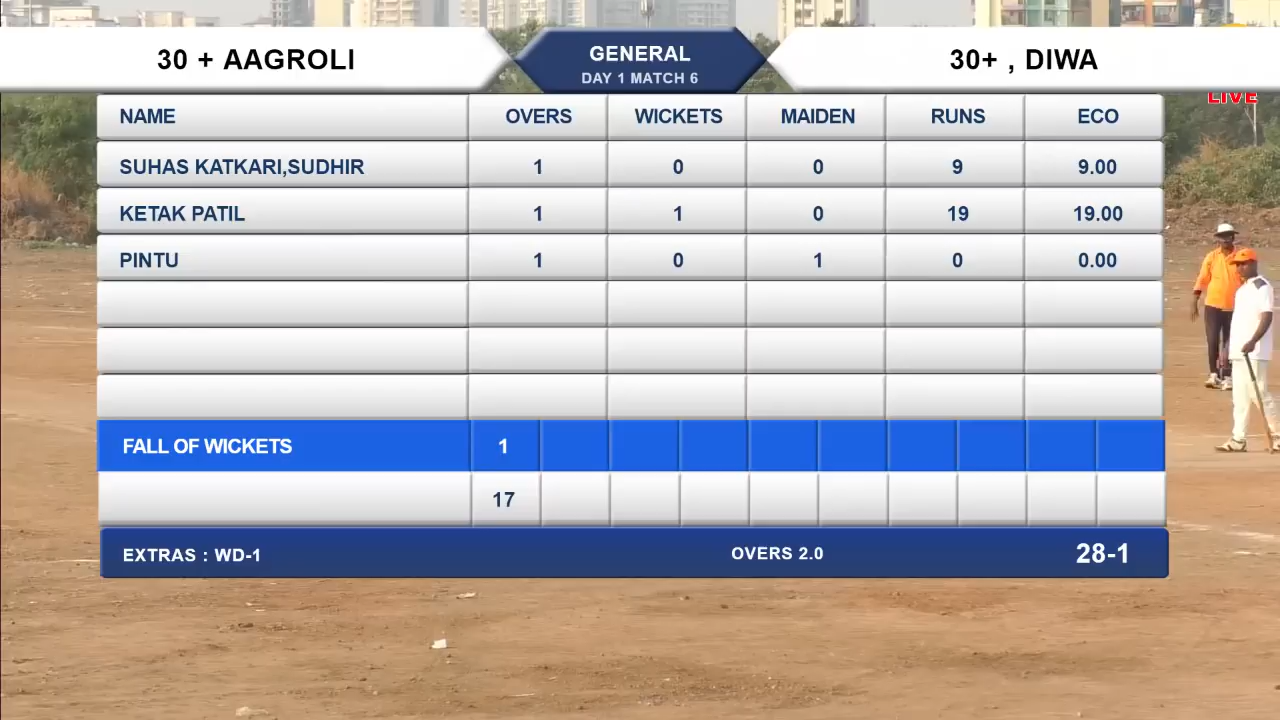 30 + AAGROLI
GENERAL
DAY 1 MATCH 6
30+ , DIWA
LIVE
NAME OVERS WICKETS MAIDEN RUNS ECO
SUHAS KATKARI,SUDHIR 1 0 0 9 9.00
KETAK PATIL 1 1 0 19 19.00
PINTU 1 0 1 0 0.00
FALL OF WICKETS 1
17
EXTRAS : WD-1 OVERS 2.0 28-1